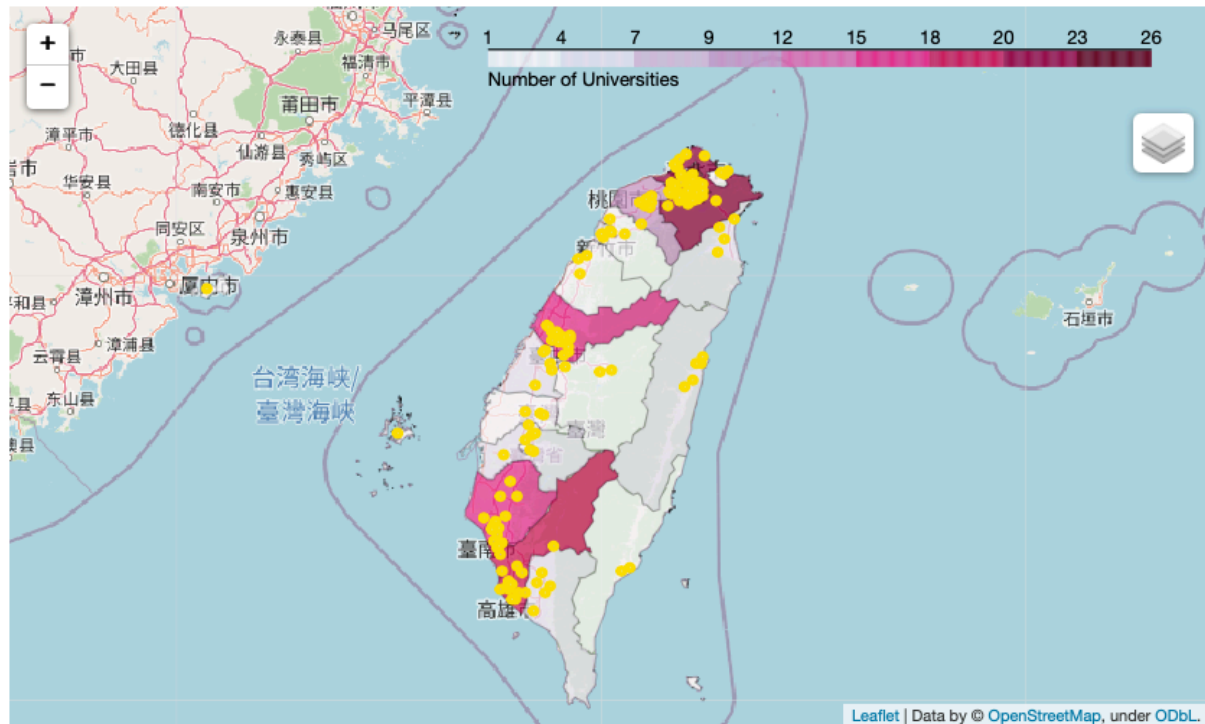 +
−
1 4 7 9 12 15 18 20 23 26
Number of Universities
永泰县
马尾区
大田县
福清市
莆田市
平潭县
漳平市
德化县
仙游县
秀屿区
华安县
南安市
惠安县
同安区
泉州市
厦门市
漳州市
平和县
云霄县
漳浦县
东山县
桃園市
新竹市
石垣市
台湾海峡/
臺灣海峡
臺灣
臺南市
高雄市
Leaflet | Data by © OpenStreetMap, under ODbL.